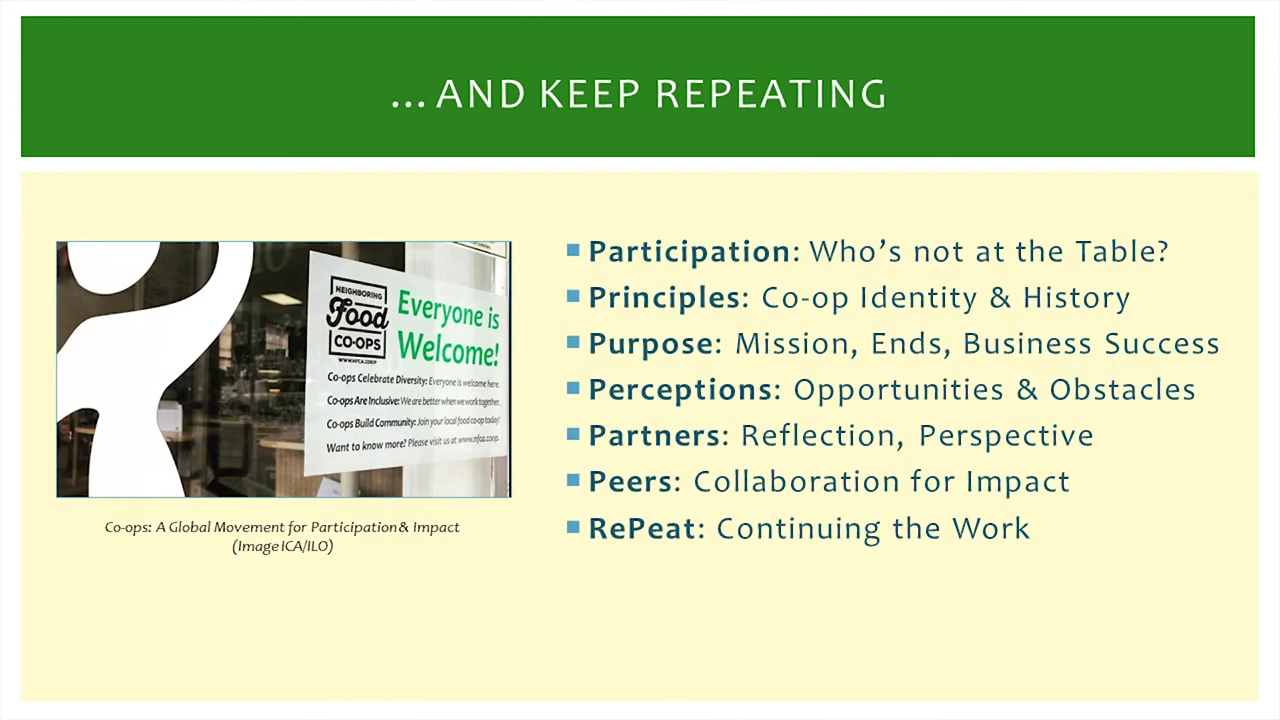 ... AND KEEP REPEATING
NEIGHBORING
Food
CO-OPS
WWW.NFCA.COOP
Everyone is
Welcome!
Co-ops Celebrate Diversity: Everyone is welcome here.
Co-ops Are Inclusive: We are better when we work together.
Co-ops Build Community: Join your local food co-op today!
Want to know more? Please visit us at www.nfca.coop.
Co-ops: A Global Movement for Participation & Impact
(Image ICA/ILO)
Participation: Who’s not at the Table?
Principles: Co-op Identity & History
Purpose: Mission, Ends, Business Success
Perceptions: Opportunities & Obstacles
Partners: Reflection, Perspective
Peers: Collaboration for Impact
RePeat: Continuing the Work